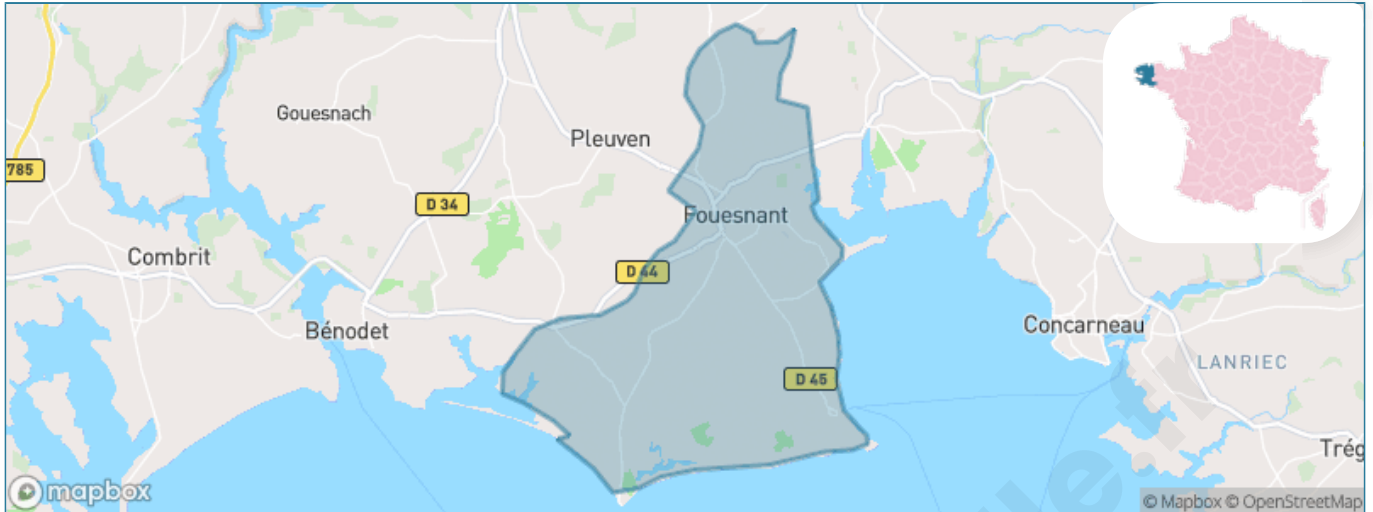 Gouesnach
Pleuven
785
D 34
Fouesnant
Combrit
D 44
Bénodet
Concarneau
LANRIEC
D 45
Trég
mapbox
© Mapbox © OpenStreetMap